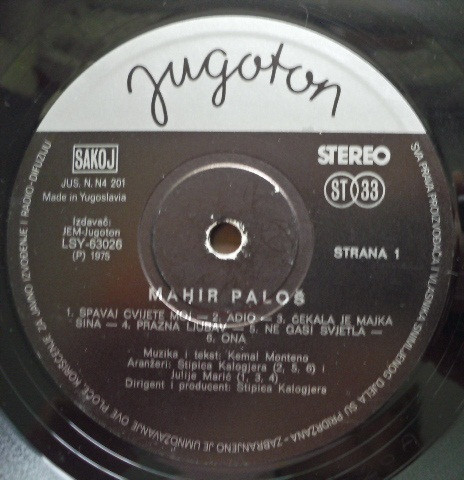 jugoton
SAKOJ
JUS. N. N4 201
Made in Yugoslavia
Izdavač:
JEM-Jugoton
LSY-63026
(P) 1975
STEREO
ST 33
STRANA 1
MAHIR PALOŠ
1. SPAVAJ CVIJETE MOJ – 2. ADIO – 3. ČEKALA JE MAJKA
SINA – 4. PRAZNA LJUBAV – 5. NE GASI SVJETLA –
6. ONA
Muzika i tekst: Kemal Monteno
Aranžeri: Stipica Kalogjera (2, 5, 6) i
Julije Marić (1, 3, 4)
Dirigent i producent: Stipica Kalogjera
SVA PRAVA PROIZVOĐAČA I VLASNIKA SNIMLJENOG DJELA SU PRIDRŽANA - ZABRANJENO JE UMNOŽAVANJE OVE PLOČE, KORIŠĆENJE ZA JAVNO IZVOĐENJE I RADIO-DIFUZIJU